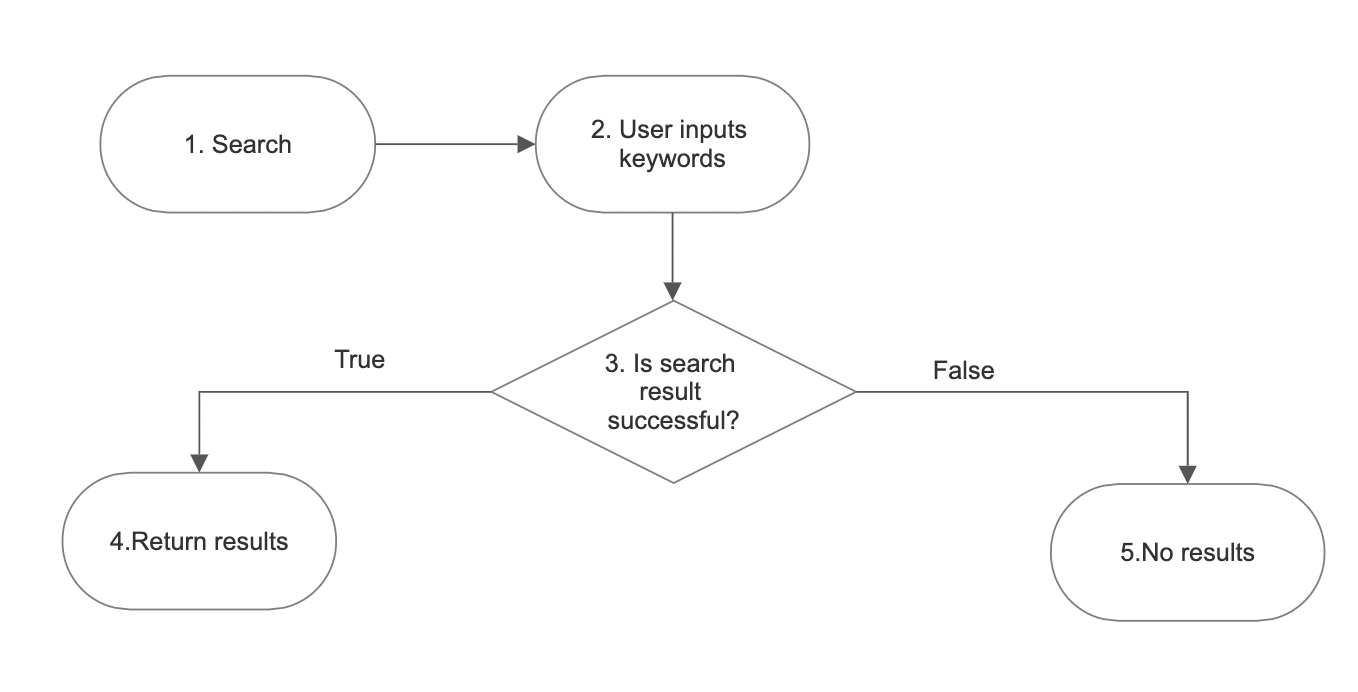 1. Search
2. User inputs
keywords
3. Is search
result
successful?
True
False
4.Return results
5.No results